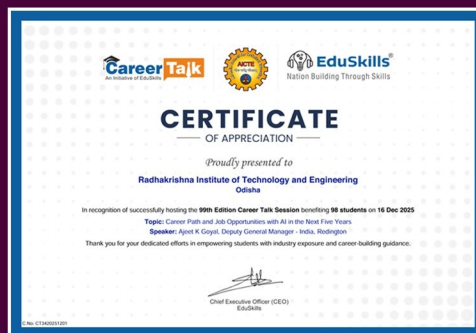 Career Talk
An Initiative of EduSkills
AICTE
EduSkills®
Nation Building Through Skills
CERTIFICATE
OF APPRECIATION
Proudly presented to
Radhakrishna Institute of Technology and Engineering
Odisha
In recognition of successfully hosting the 99th Edition Career Talk Session benefiting 98 students on 16 Dec 2025
Topic: Career Path and Job Opportunities with AI in the Next Five Years
Speaker: Ajeet K Goyal, Deputy General Manager - India, Redington
Thank you for your dedicated efforts in empowering students with industry exposure and career-building guidance.
Chief Executive Officer (CEO)
EduSkills
C.No. CT3420251201